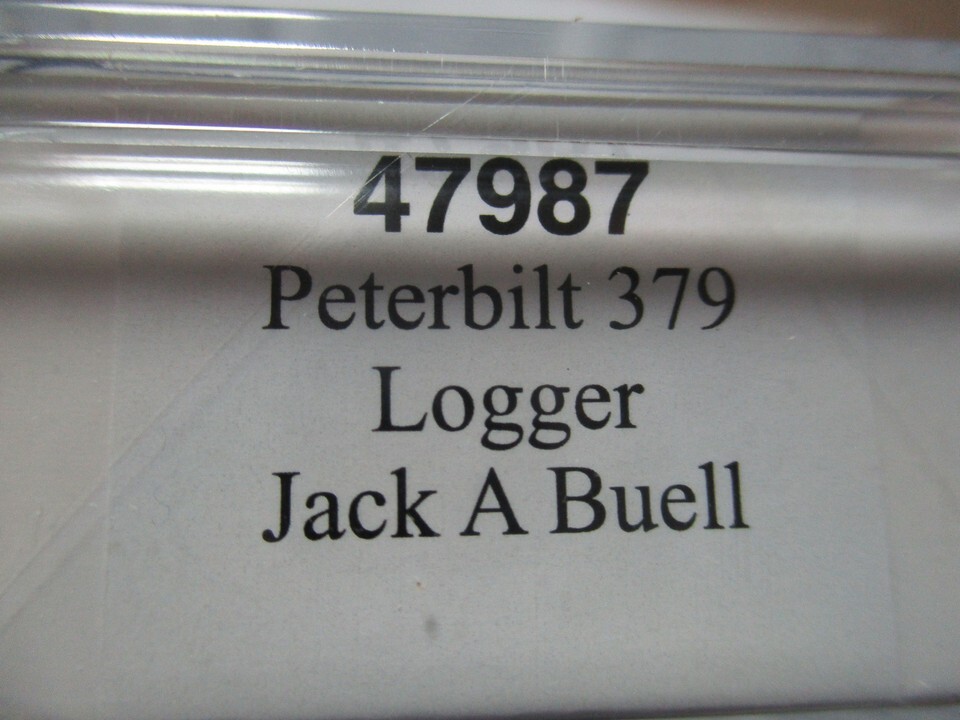 47987
Peterbilt 379
Logger
Jack A Buell